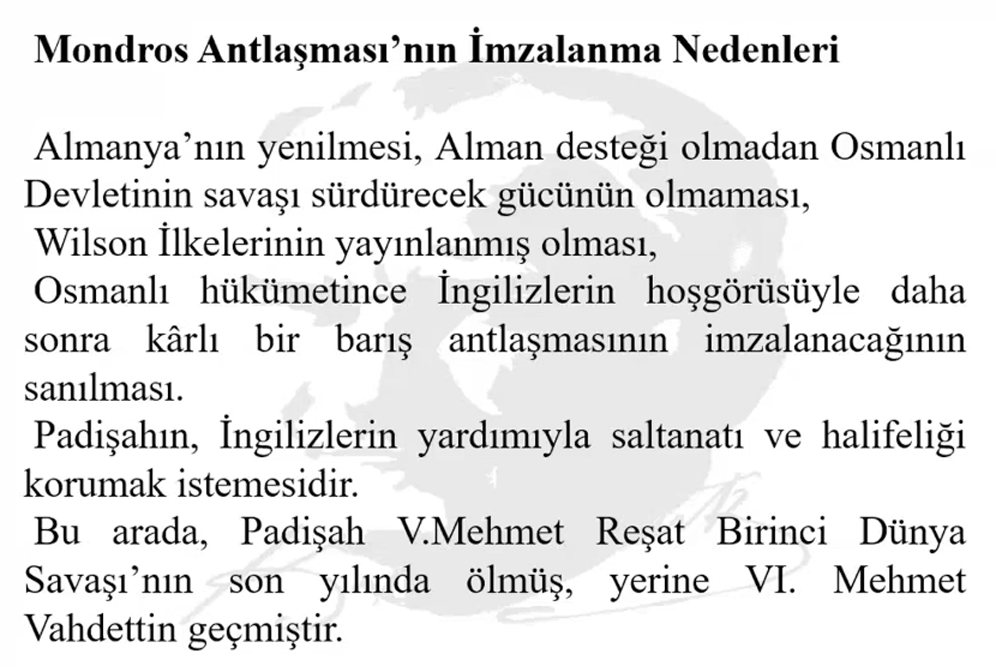 Mondros Antlaşması’nın İmzalanma Nedenleri
Almanya’nın yenilmesi, Alman desteği olmadan Osmanlı
Devletinin savaşı sürdürecek gücünün olmaması,
Wilson İlkelerinin yayınlanmış olması,
Osmanlı hükümetince İngilizlerin hoşgörüsüyle daha
sonra kârlı bir barış antlaşmasının imzalanacağının
sanılması.
Padişahın, İngilizlerin yardımıyla saltanatı ve halifeliği
korumak istemesidir.
Bu arada, Padişah V.Mehmet Reşat Birinci Dünya
Savaşı’nın son yılında ölmüş, yerine VI. Mehmet
Vahdettin geçmiştir.